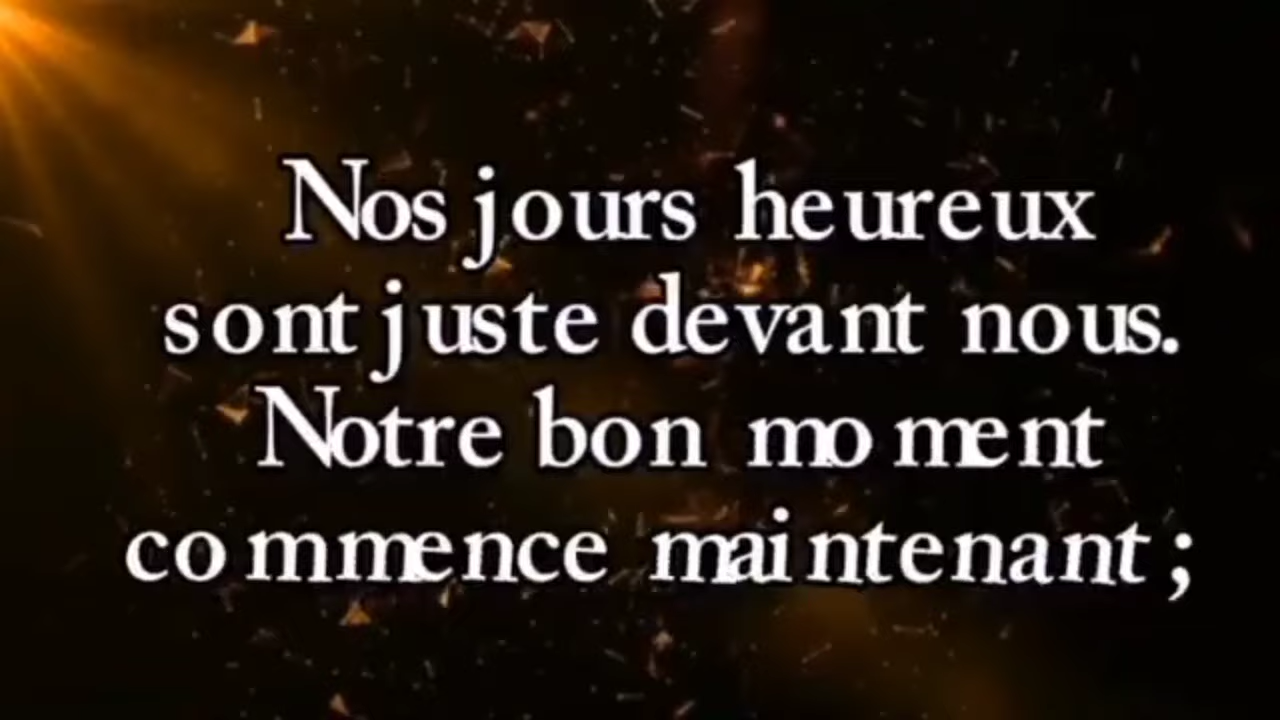 Nos jours heureux
sont juste devant nous.
Notre bon moment
commence maintenant ;